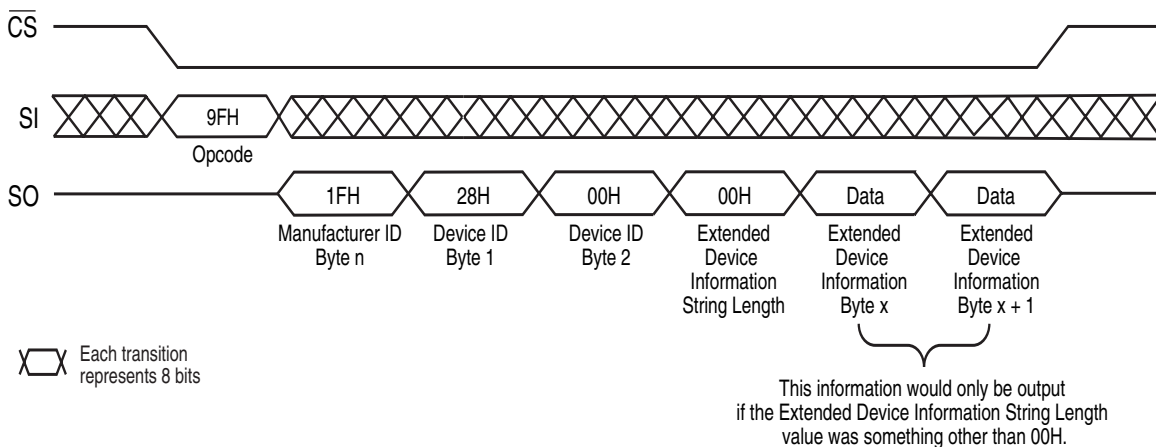 CS
SI
9FH
Opcode
SO
1FH
28H
00H
00H
Data
Data
Manufacturer ID
Byte n
Device ID
Byte 1
Device ID
Byte 2
Extended
Device
Information
String Length
Extended
Device
Information
Byte x
Extended
Device
Information
Byte x + 1
Each transition
represents 8 bits
This information would only be output
if the Extended Device Information String Length
value was something other than 00H.